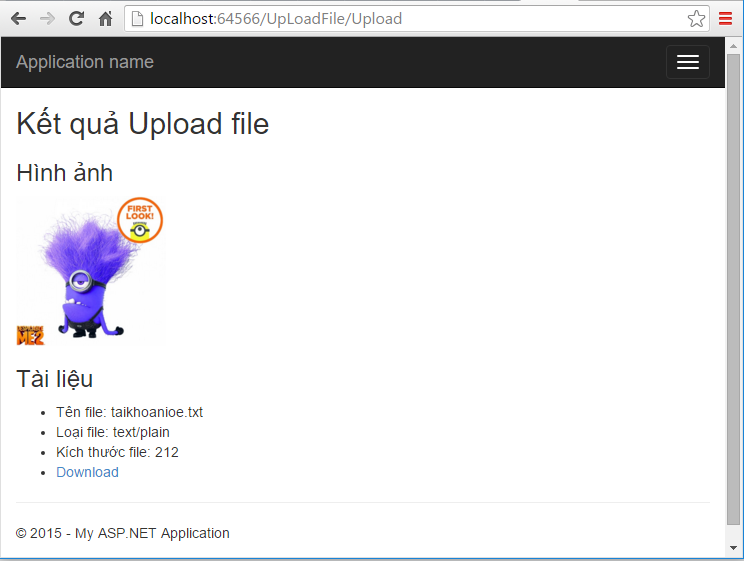 localhost:64566/UpLoadFile/Upload
Application name
Kết quả Upload file
Hình ảnh
FIRST
LOOK!
ME2
Tài liệu
Tên file: taikhoanioe.txt
Loại file: text/plain
Kích thước file: 212
Download
© 2015 - My ASP.NET Application